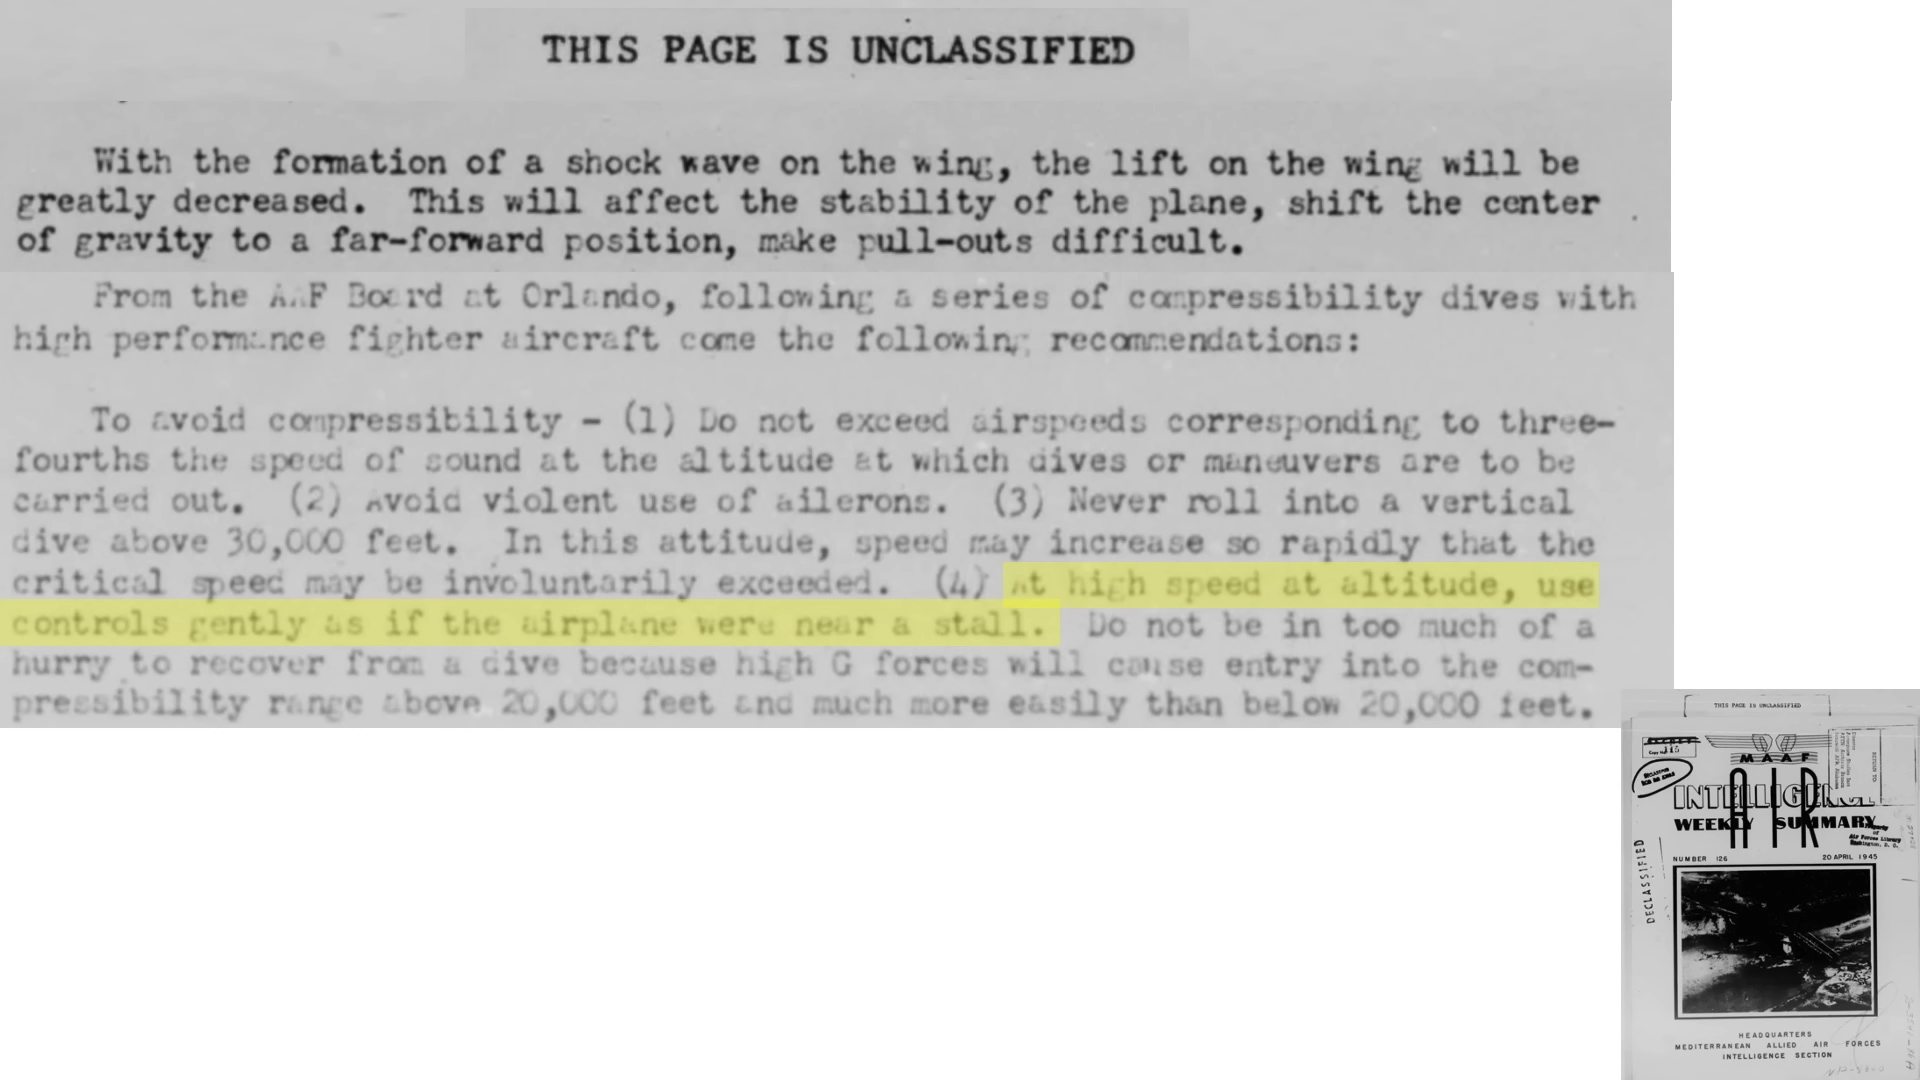 THIS PAGE IS UNCLASSIFIED
With the formation of a shock wave on the wing, the lift on the wing will be
greatly decreased. This will affect the stability of the plane, shift the center
of gravity to a far-forward position, make pull-outs difficult.
From the AAF Board at Orlando, following a series of compressibility dives with
high performance fighter aircraft come the following recommendations:
To avoid compressibility - (1) Do not exceed airspeeds corresponding to three-
fourths the speed of sound at the altitude at which dives or maneuvers are to be
carried out. (2) Avoid violent use of ailerons. (3) Never roll into a vertical
dive above 30,000 feet. In this attitude, speed may increase so rapidly that the
critical speed may be involuntarily exceeded. (4) At high speed at altitude, use
controls gently as if the airplane were near a stall. Do not be in too much of a
hurry to recover from a dive because high G forces will cause entry into the com-
pressibility range above 20,000 feet and much more easily than below 20,000 feet.
THIS PAGE IS UNCLASSIFIED
MAAF
AIR
INTELLIGENCE
WEEKLY SUMMARY
NUMBER 126 20 APRIL 1945
DECLASSIFIED
HEADQUARTERS
MEDITERRANEAN ALLIED AIR FORCES
INTELLIGENCE SECTION